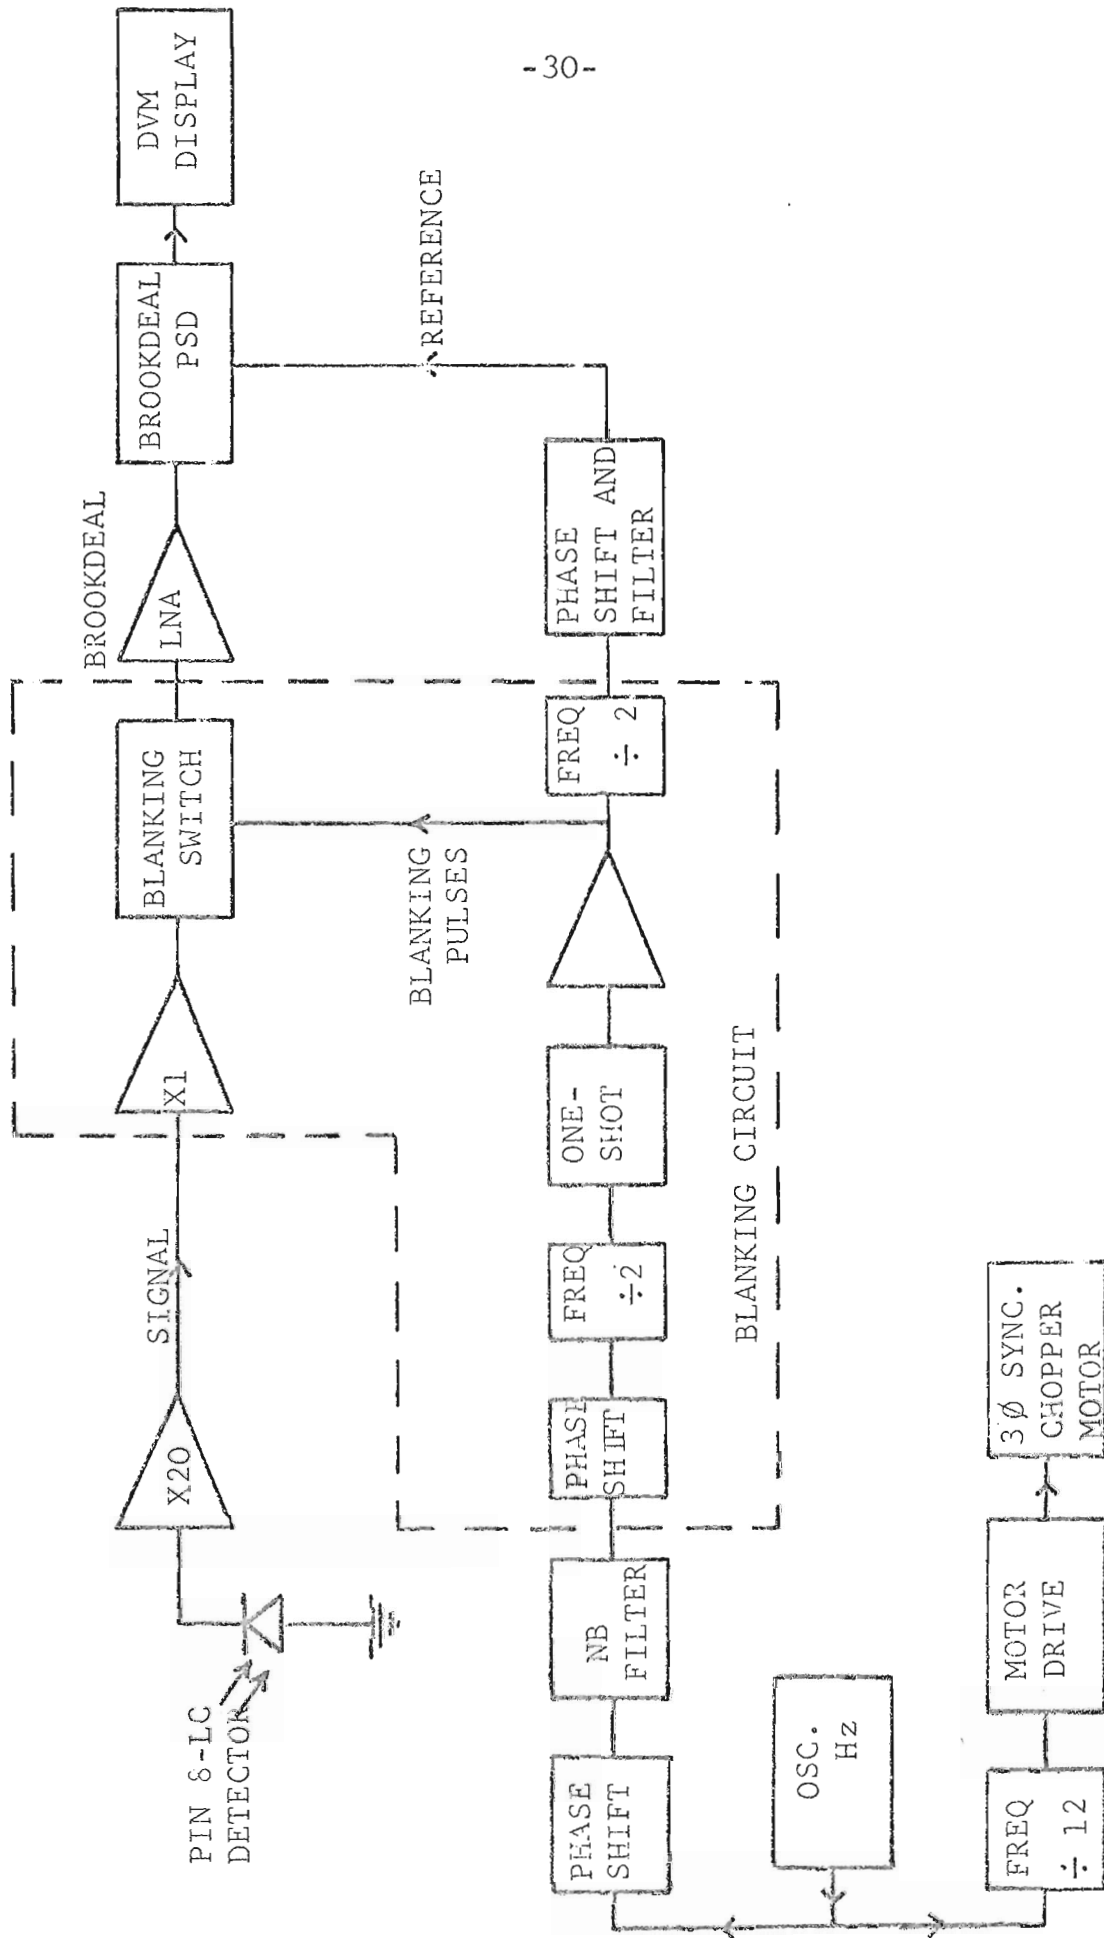 -30-
PIN 8-LC
DETECTOR
X20
SIGNAL
X1
BLANKING
SWITCH
BROOKDEAL
LNA
BROOKDEAL
PSD
DVM
DISPLAY
BLANKING
PULSES
REFERENCE
PHASE
SHIFT
NB
FILTER
PHASE
SHIFT
FREQ
÷2
ONE-
SHOT
FREQ
÷ 2
PHASE
SHIFT AND
FILTER
BLANKING CIRCUIT
OSC.
Hz
FREQ
÷ 12
MOTOR
DRIVE
3Ø SYNC.
CHOPPER
MOTOR